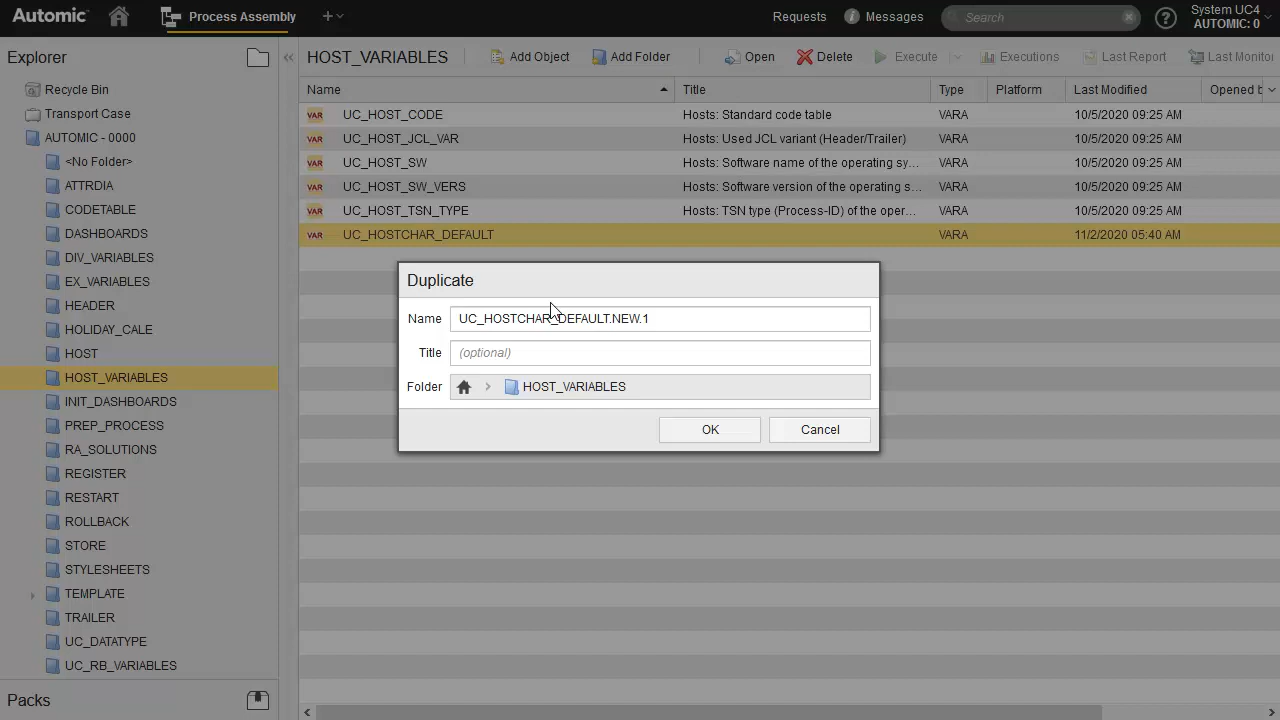 Automic
Process Assembly
Requests
Messages
Search
System UC4
AUTOMIC: 0
Explorer
HOST_VARIABLES
Add Object
Add Folder
Open
Delete
Execute
Executions
Last Report
Last Monitor
Name
Title
Type
Platform
Last Modified
Opened b
Recycle Bin
Transport Case
AUTOMIC - 0000
<No Folder>
ATTRDIA
CODETABLE
DASHBOARDS
DIV_VARIABLES
EX_VARIABLES
HEADER
HOLIDAY_CALE
HOST
HOST_VARIABLES
INIT_DASHBOARDS
PREP_PROCESS
RA_SOLUTIONS
REGISTER
RESTART
ROLLBACK
STORE
STYLESHEETS
TEMPLATE
TRAILER
UC_DATATYPE
UC_RB_VARIABLES
Packs
VAR UC_HOST_CODE Hosts: Standard code table VARA 10/5/2020 09:25 AM
VAR UC_HOST_JCL_VAR Hosts: Used JCL variant (Header/Trailer) VARA 10/5/2020 09:25 AM
VAR UC_HOST_SW Hosts: Software name of the operating sy... VARA 10/5/2020 09:25 AM
VAR UC_HOST_SW_VERS Hosts: Software version of the operating s... VARA 10/5/2020 09:25 AM
VAR UC_HOST_TSN_TYPE Hosts: TSN type (Process-ID) of the oper... VARA 10/5/2020 09:25 AM
VAR UC_HOSTCHAR_DEFAULT VARA 11/2/2020 05:40 AM
Duplicate
Name UC_HOSTCHAR_DEFAULT.NEW.1
Title (optional)
Folder HOST_VARIABLES
OK
Cancel